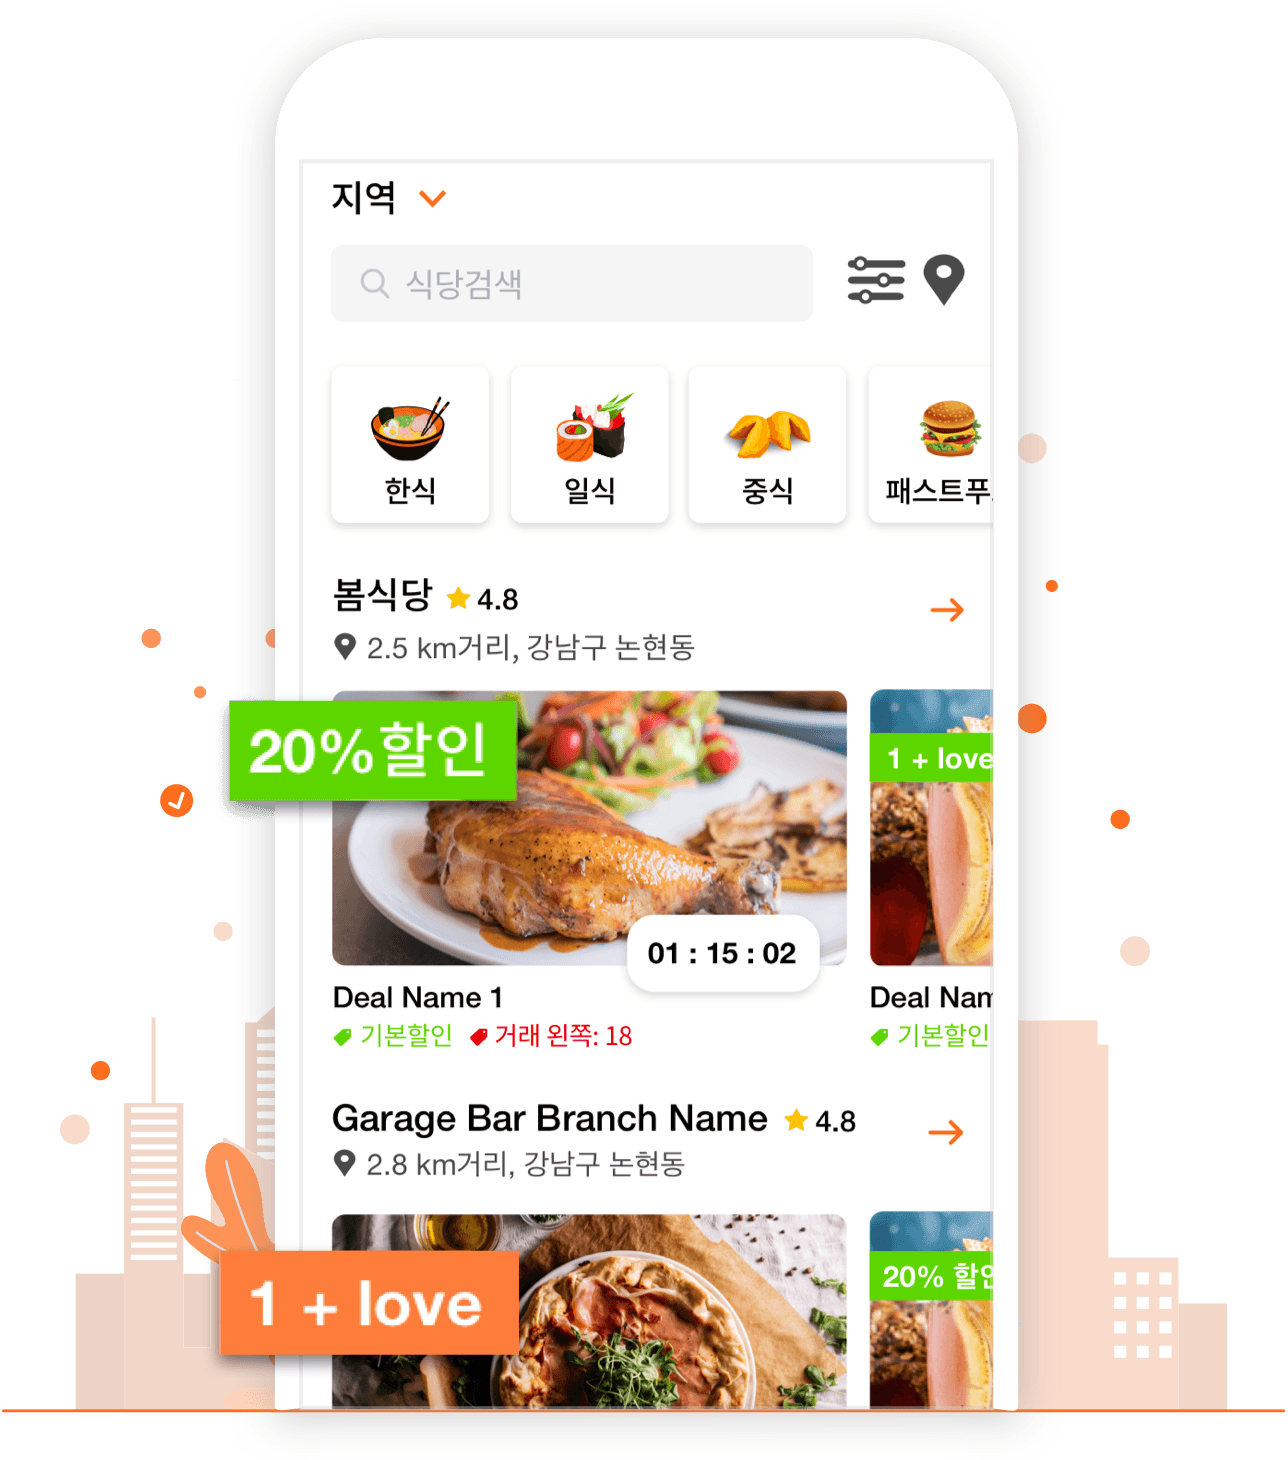 지역
식당검색
한식
일식
중식
패스트푸
봄식당 4.8
2.5 km거리, 강남구 논현동
20%할인
1 + love
01 : 15 : 02
Deal Name 1
Deal Nam
기본할인 거래 왼쪽: 18
기본할인
Garage Bar Branch Name 4.8
2.8 km거리, 강남구 논현동
1 + love
20% 할인